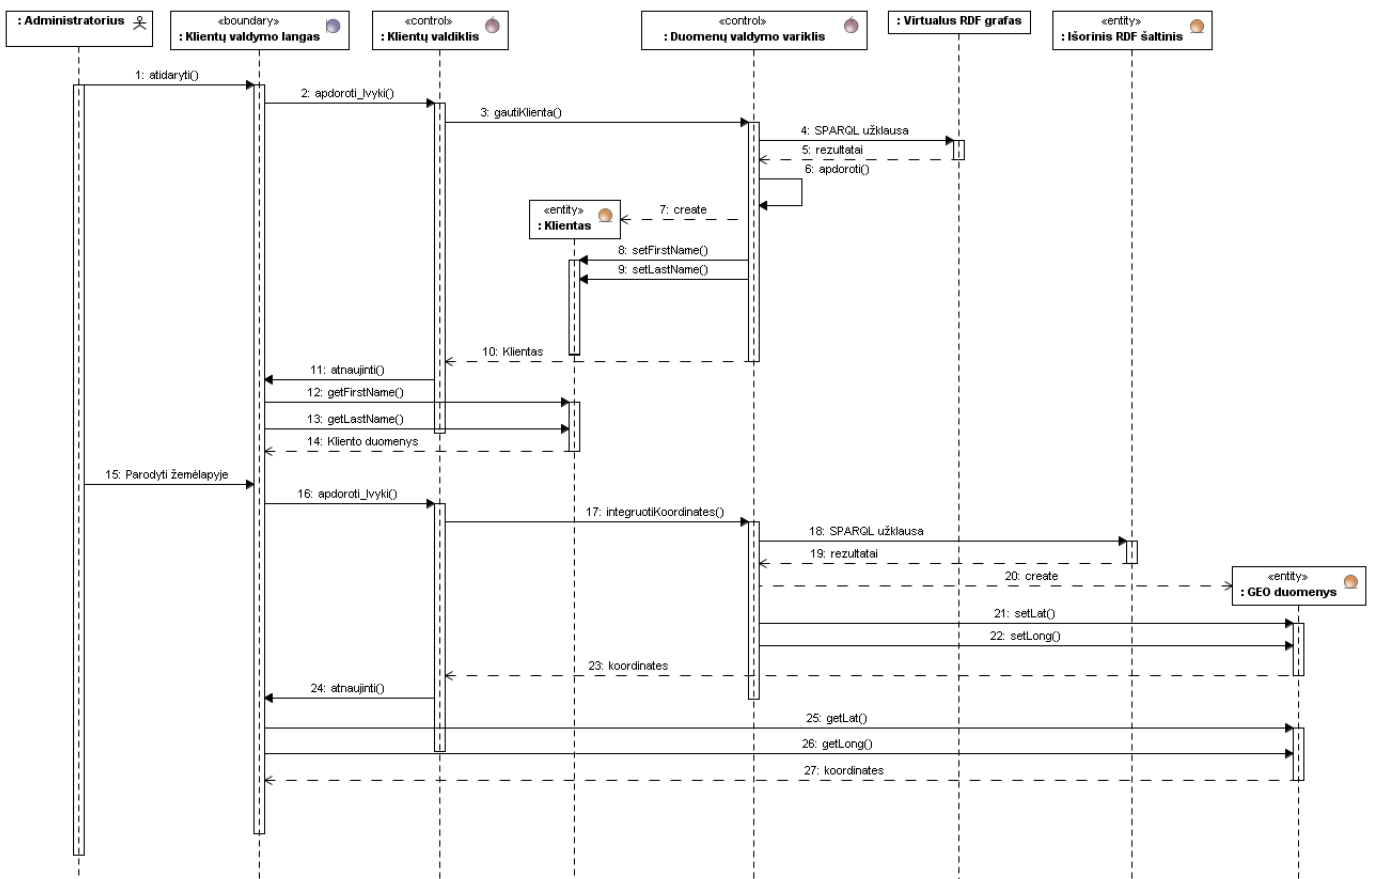 : Administratorius
«boundary»
: Klientų valdymo langas
«control»
: Klientų valdiklis
«control»
: Duomenų valdymo variklis
: Virtualus RDF grafas
«entity»
: Išorinis RDF šaltinis
1: atidaryti()
2: apdoroti_Ivyki()
3: gautiKlienta()
4: SPARQL užklausa
5: rezultatai
6: apdoroti()
«entity»
: Klientas
7: create
8: setFirstName()
9: setLastName()
10: Klientas
11: atnaujinti()
12: getFirstName()
13: getLastName()
14: Kliento duomenys
15: Parodyti žemėlapyje
16: apdoroti_Ivyki()
17: integruotiKoordinates()
18: SPARQL užklausa
19: rezultatai
20: create
«entity»
: GEO duomenys
21: setLat()
22: setLong()
23: koordinates
24: atnaujinti()
25: getLat()
26: getLong()
27: koordinates